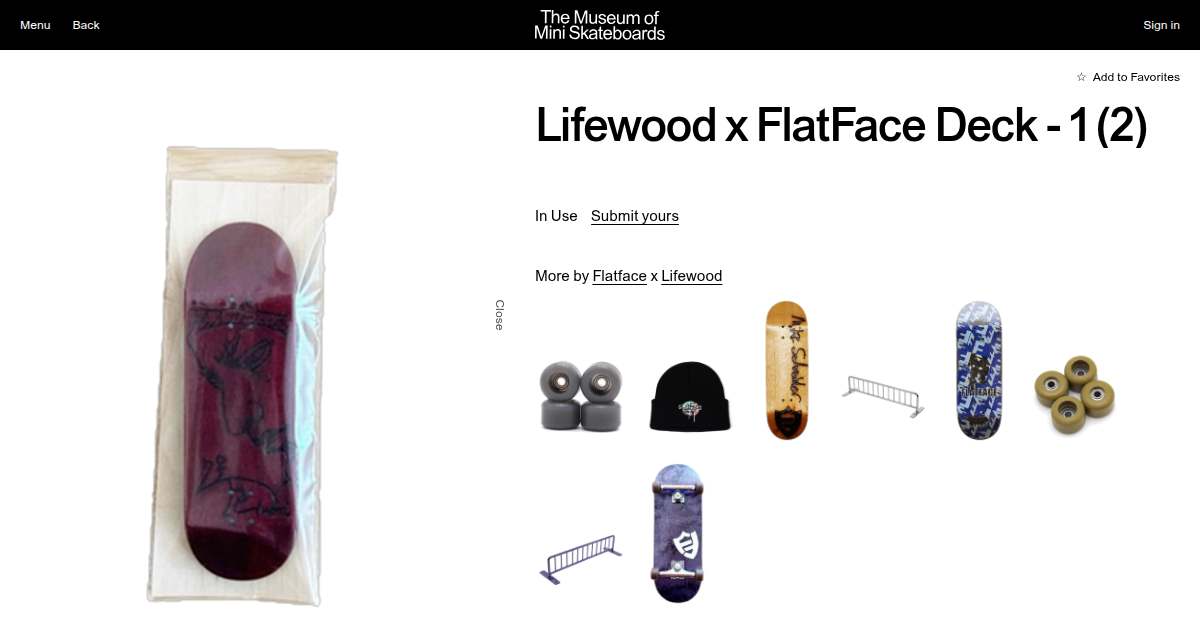 Menu
Back
The Museum of
Mini Skateboards
Sign in
☆ Add to Favorites
Lifewood x FlatFace Deck - 1 (2)
In Use
Submit yours
More by Flatface x Lifewood
Close
FLATFACE